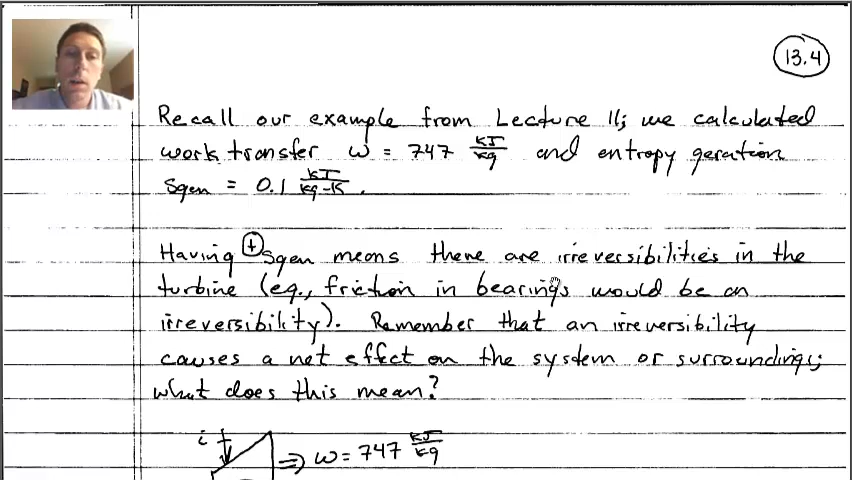 13.4
Recall our example from Lecture 11; we calculated
work transfer w = 747 kJ/kg and entropy geration
sgen = 0.1 kJ/kg-K.
Having + sgen means there are irreversibilities in the
turbine (eg., friction in bearings would be an
irreversibility). Remember that an irreversibility
causes a net effect on the system or surroundings;
what does this mean?
i
⇒ w = 747 kJ/kg